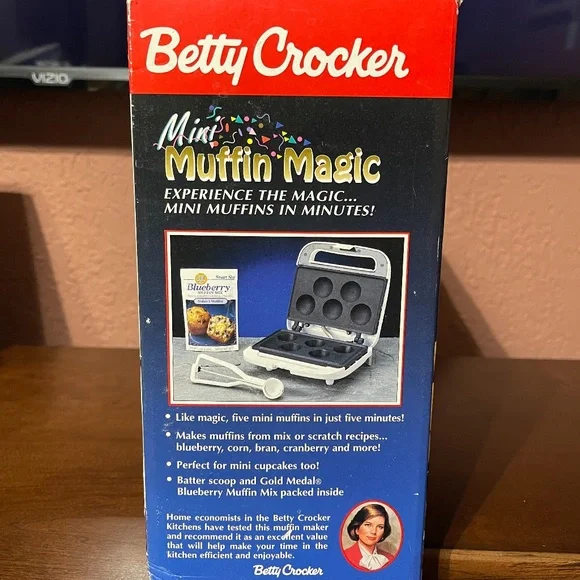 VIZIO
Betty Crocker
Mini
Muffin Magic
EXPERIENCE THE MAGIC...
MINI MUFFINS IN MINUTES!
Blueberry
MUFFIN MIX
• Like magic, five mini muffins in just five minutes!
• Makes muffins from mix or scratch recipes...
blueberry, corn, bran, cranberry and more!
• Perfect for mini cupcakes too!
• Batter scoop and Gold Medal®
Blueberry Muffin Mix packed inside
Home economists in the Betty Crocker
Kitchens have tested this muffin maker
and recommend it as an excellent value
that will help make your time in the
kitchen efficient and enjoyable.
Betty Crocker